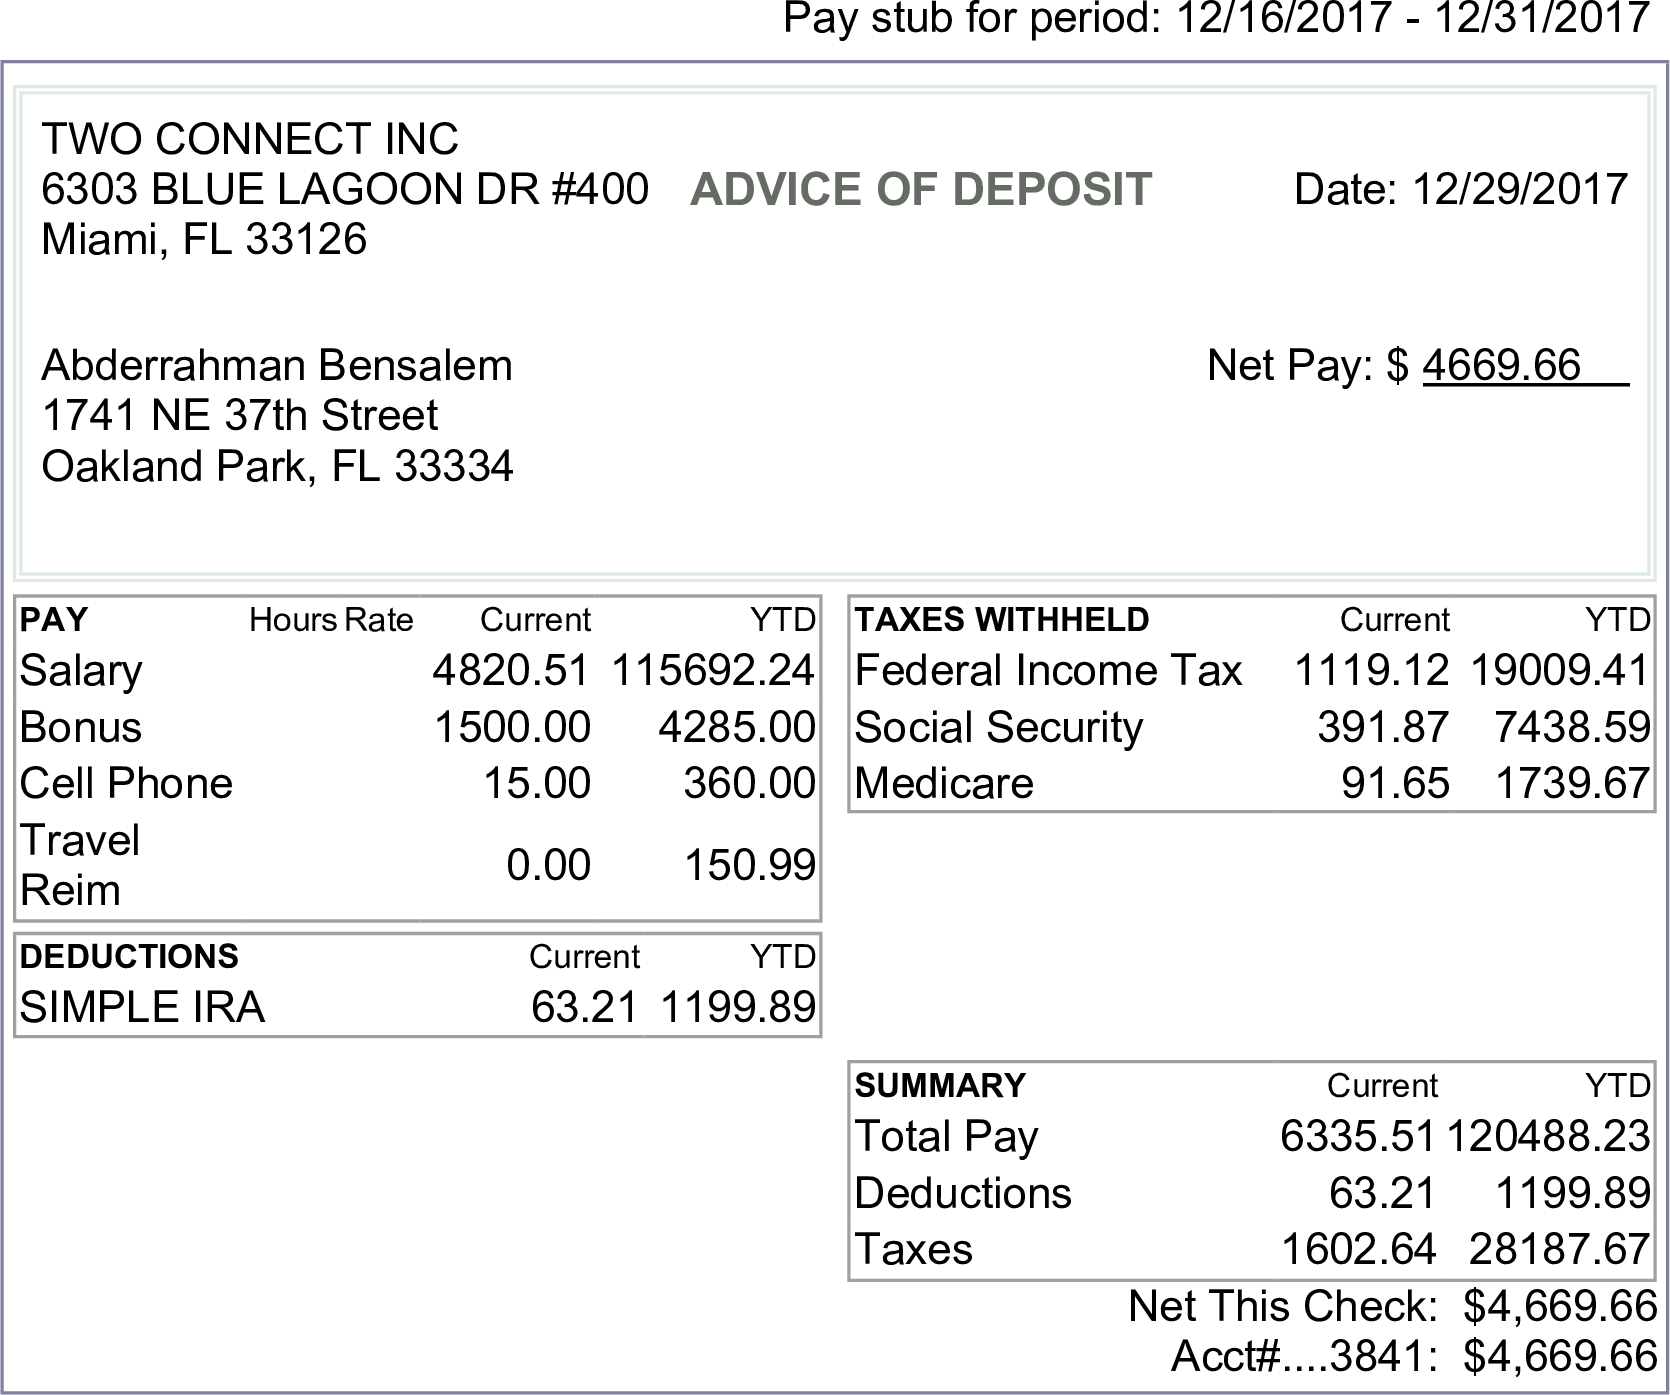 Pay stub for period: 12/16/2017 - 12/31/2017
TWO CONNECT INC
6303 BLUE LAGOON DR #400 ADVICE OF DEPOSIT Date: 12/29/2017
Miami, FL 33126
Abderrahman Bensalem Net Pay: $ 4669.66
1741 NE 37th Street
Oakland Park, FL 33334
PAY Hours Rate Current YTD
Salary 4820.51 115692.24
Bonus 1500.00 4285.00
Cell Phone 15.00 360.00
Travel
Reim 0.00 150.99
DEDUCTIONS Current YTD
SIMPLE IRA 63.21 1199.89
TAXES WITHHELD Current YTD
Federal Income Tax 1119.12 19009.41
Social Security 391.87 7438.59
Medicare 91.65 1739.67
SUMMARY Current YTD
Total Pay 6335.51 120488.23
Deductions 63.21 1199.89
Taxes 1602.64 28187.67
Net This Check: $4,669.66
Acct#....3841: $4,669.66